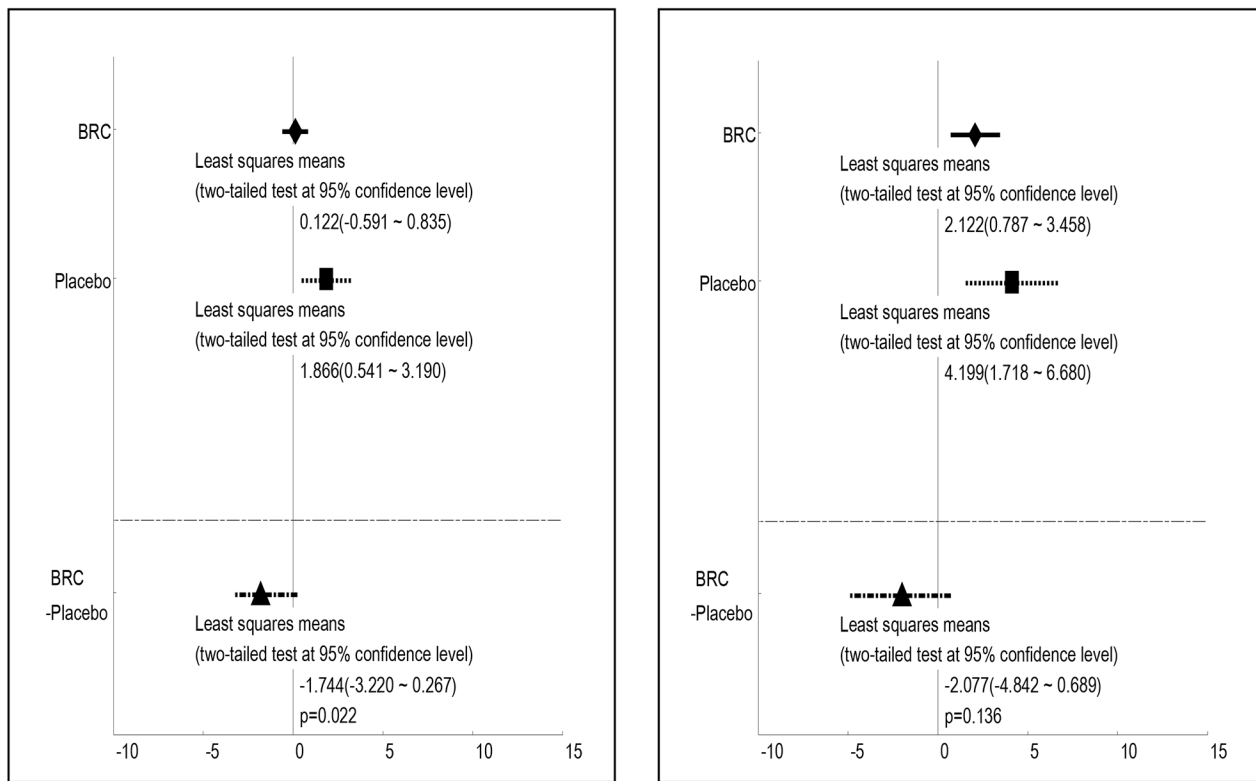 BRC
Least squares means
(two-tailed test at 95% confidence level)
0.122(-0.591 ~ 0.835)
Placebo
Least squares means
(two-tailed test at 95% confidence level)
1.866(0.541 ~ 3.190)
BRC
-Placebo
Least squares means
(two-tailed test at 95% confidence level)
-1.744(-3.220 ~ 0.267)
p=0.022
-10 -5 0 5 10 15
BRC
Least squares means
(two-tailed test at 95% confidence level)
2.122(0.787 ~ 3.458)
Placebo
Least squares means
(two-tailed test at 95% confidence level)
4.199(1.718 ~ 6.680)
BRC
-Placebo
Least squares means
(two-tailed test at 95% confidence level)
-2.077(-4.842 ~ 0.689)
p=0.136
-10 -5 0 5 10 15